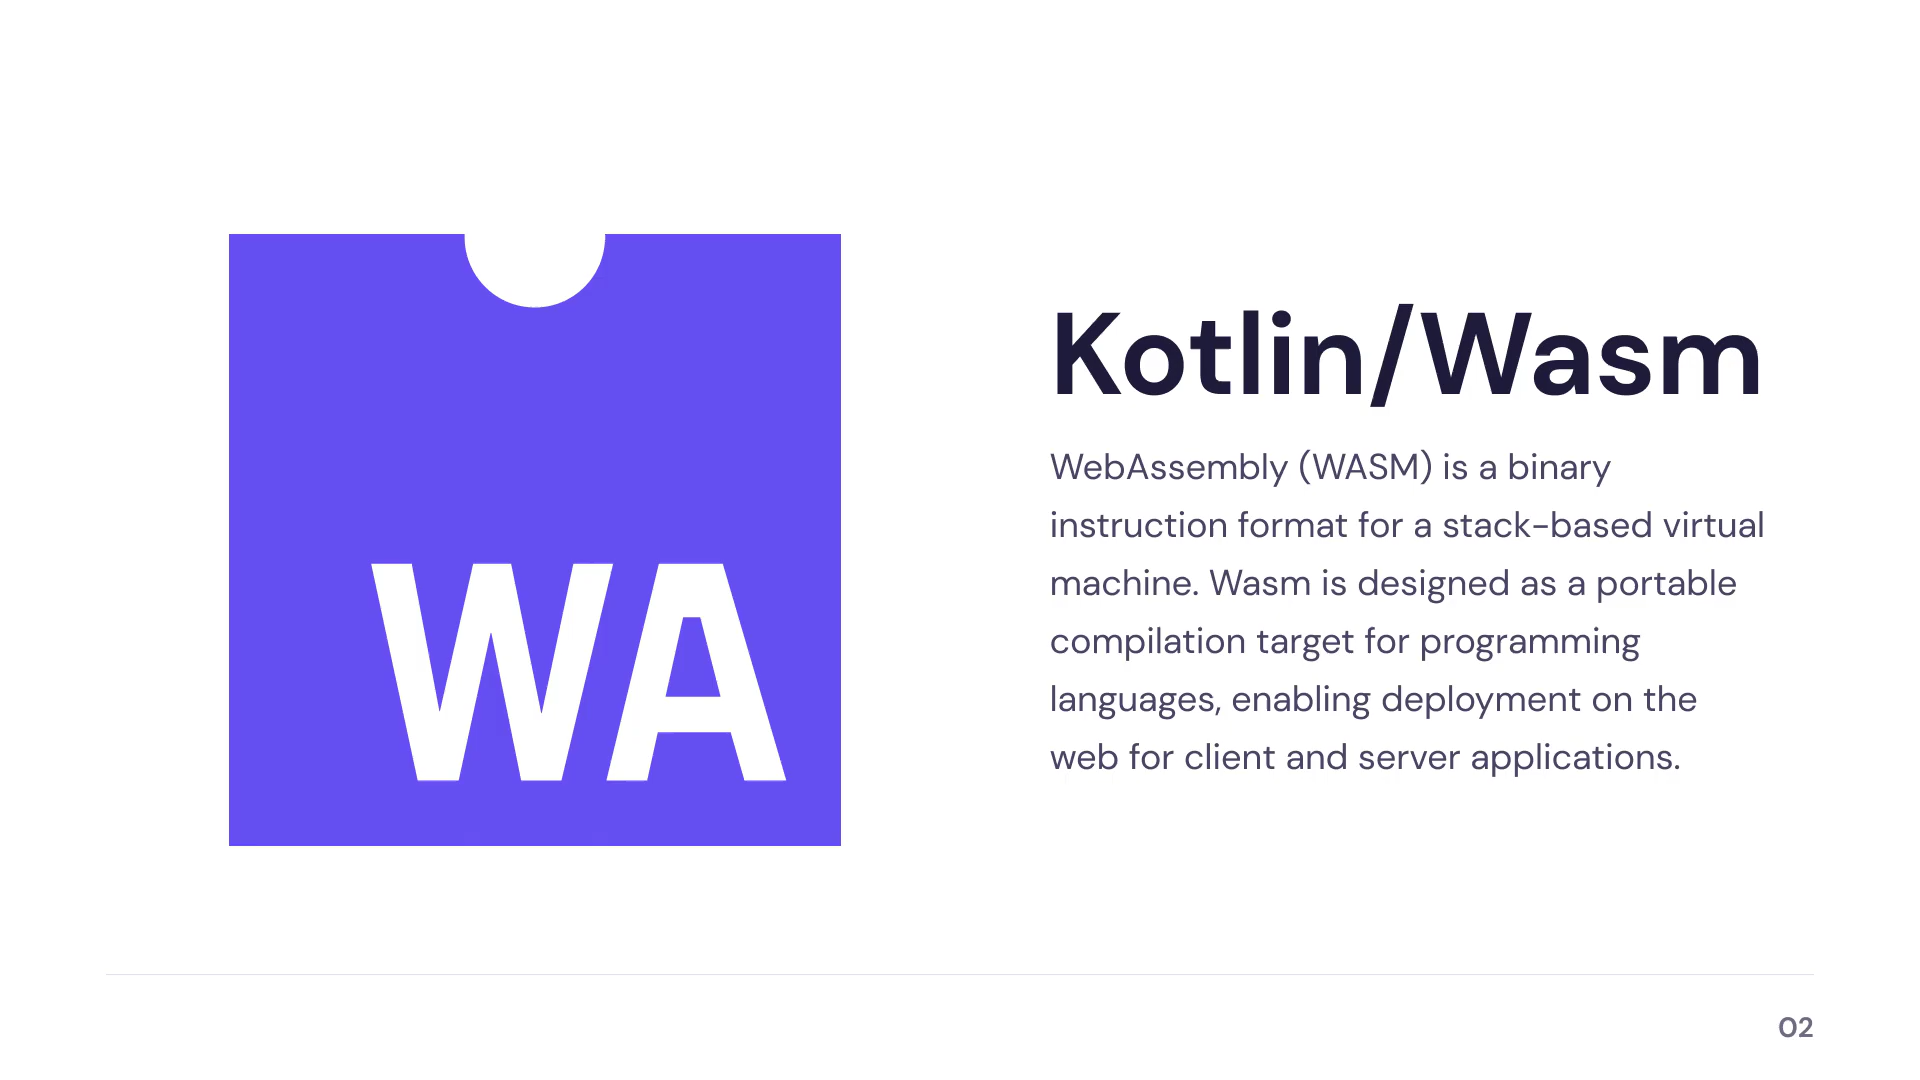 WA
Kotlin/Wasm
WebAssembly (WASM) is a binary
instruction format for a stack-based virtual
machine. Wasm is designed as a portable
compilation target for programming
languages, enabling deployment on the
web for client and server applications.
02